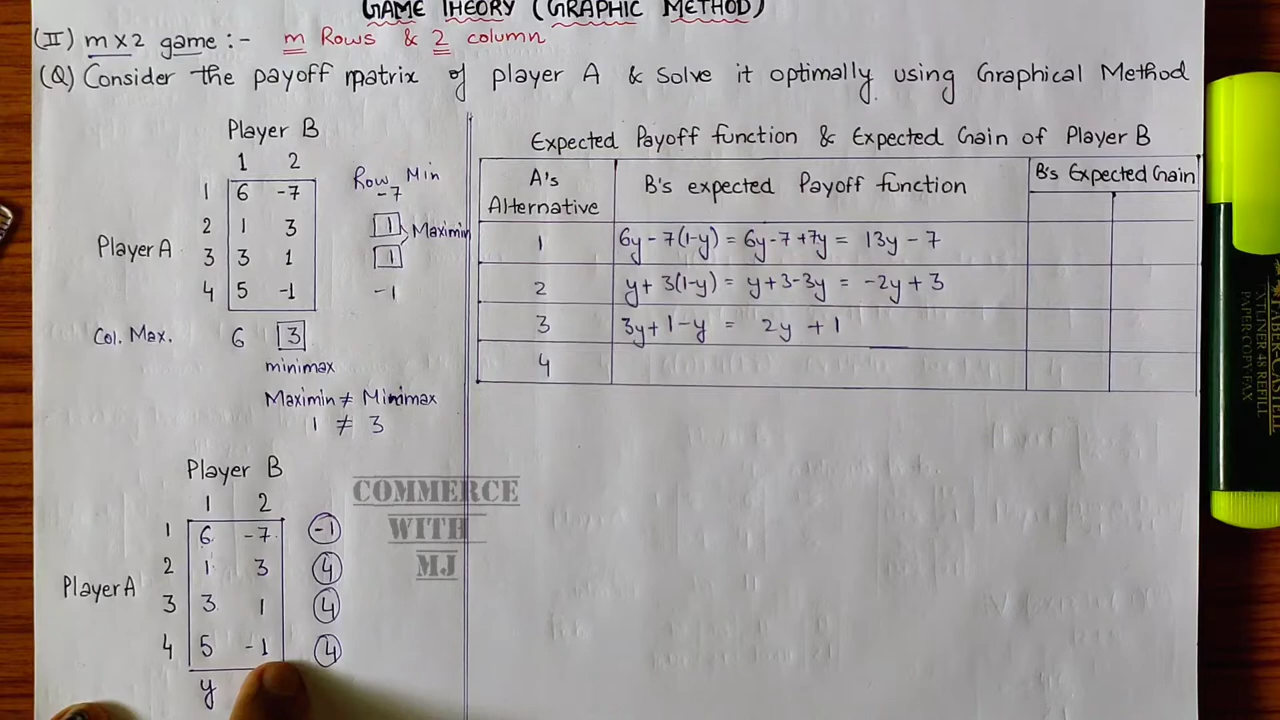 GAME THEORY (GRAPHIC METHOD)
(II) m x 2 game :- m Rows & 2 column
(Q) Consider the payoff matrix of player A & Solve it optimally using Graphical Method
Player B
1 2
Row Min
1 6 -7 -7
2 1 3 1 Maximin
Player A
3 3 1 1
4 5 -1 -1
Col. Max. 6 3
minimax
Maximin ≠ Minimax
1 ≠ 3
Player B
1 2
1 6 -7 -1
2 1 3 4
Player A
3 3 1 4
4 5 -1 4
y
Expected Payoff function & Expected Gain of Player B
A's Alternative B's expected Payoff function B's Expected Gain
1 6y - 7(1-y) = 6y - 7 + 7y = 13y - 7
2 y + 3(1-y) = y + 3 - 3y = -2y + 3
3 3y + 1 - y = 2y + 1
4
COMMERCE
WITH
MJ